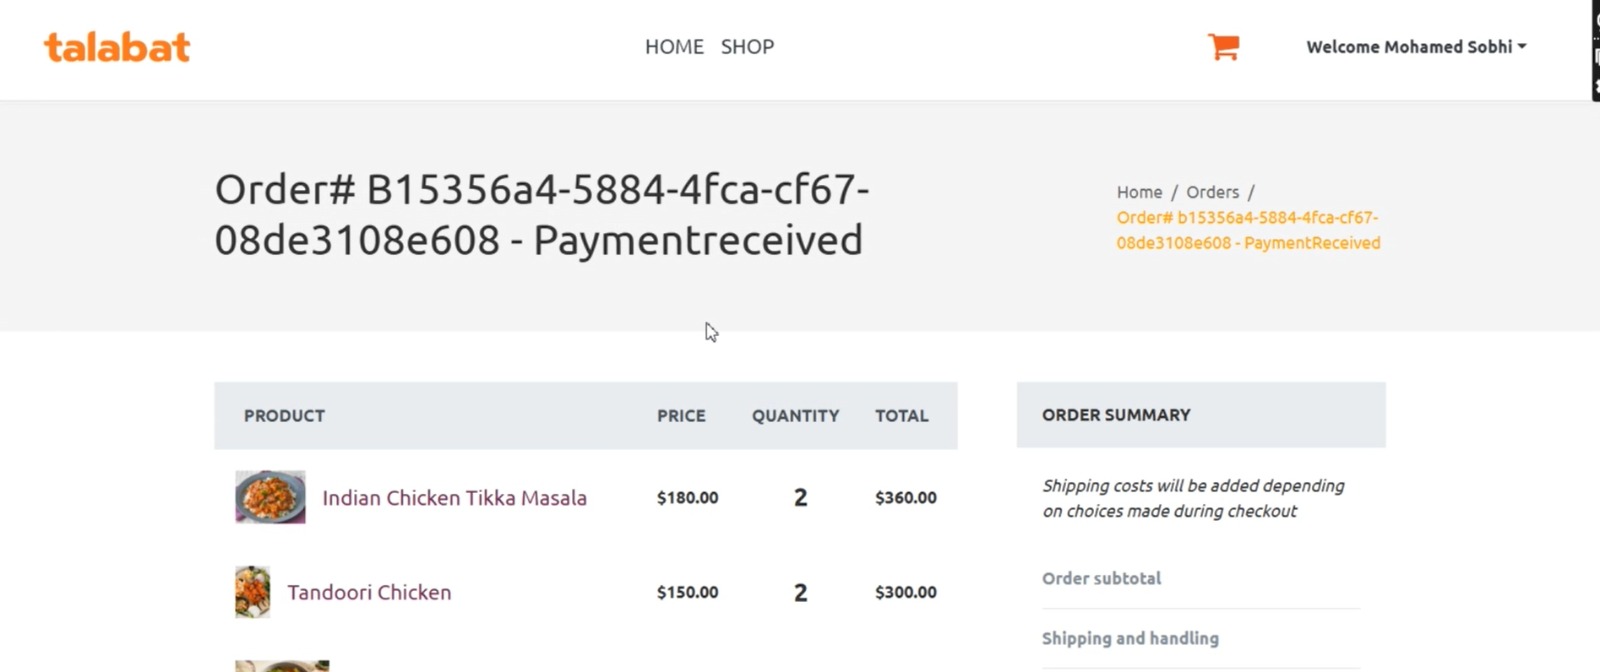 talabat
HOME SHOP
Welcome Mohamed Sobhi
Order# B15356a4-5884-4fca-cf67-
08de3108e608 - Paymentreceived
Home / Orders /
Order# b15356a4-5884-4fca-cf67-
08de3108e608 - PaymentReceived
PRODUCT PRICE QUANTITY TOTAL
Indian Chicken Tikka Masala $180.00 2 $360.00
Tandoori Chicken $150.00 2 $300.00
ORDER SUMMARY
Shipping costs will be added depending
on choices made during checkout
Order subtotal
Shipping and handling